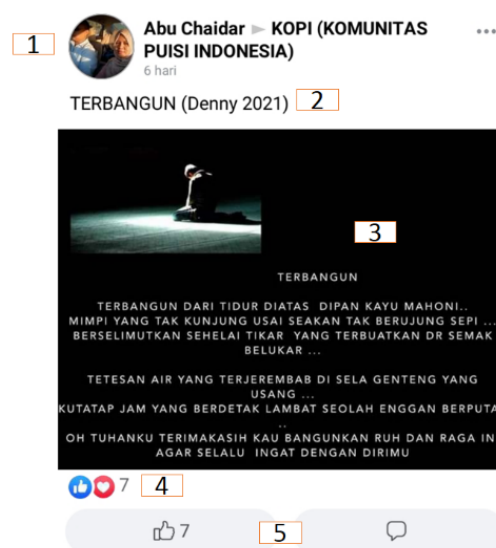 1
Abu Chaidar ► KOPI (KOMUNITAS
PUISI INDONESIA)
6 hari
TERBANGUN (Denny 2021)
2
3
TERBANGUN
TERBANGUN DARI TIDUR DIATAS DIPAN KAYU MAHONI..
MIMPI YANG TAK KUNJUNG USAI SEAKAN TAK BERUJUNG SEPI ...
BERSELIMUTKAN SEHELAI TIKAR YANG TERBUATKAN DR SEMAK
BELUKAR ...
TETESAN AIR YANG TERJEREMBAB DI SELA GENTENG YANG
USANG ...
KUTATAP JAM YANG BERDETAK LAMBAT SEOLAH ENGGAN BERPUTA
..
OH TUHANKU TERIMAKASIH KAU BANGUNKAN RUH DAN RAGA IN
AGAR SELALU INGAT DENGAN DIRIMU
7
4
7
5